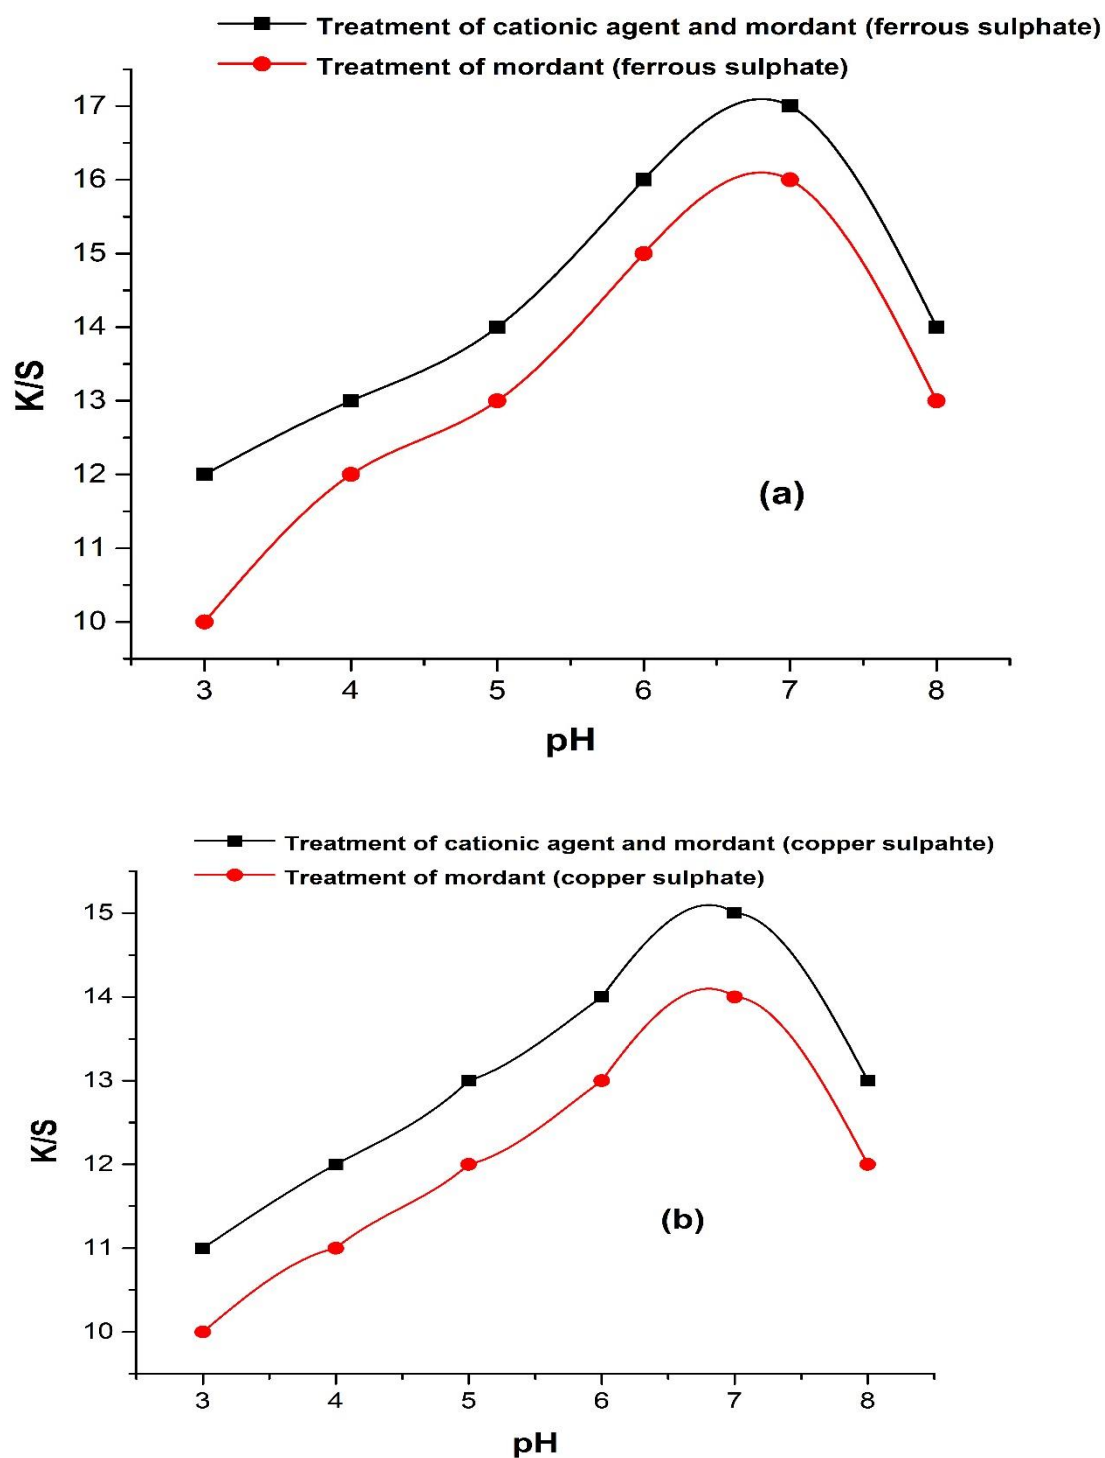 Treatment of cationic agent and mordant (ferrous sulphate)
Treatment of mordant (ferrous sulphate)
17
16
15
14
13
12
11
10
K/S
(a)
3 4 5 6 7 8
pH
Treatment of cationic agent and mordant (copper sulpahte)
Treatment of mordant (copper sulphate)
15
14
13
12
11
10
K/S
(b)
3 4 5 6 7 8
pH